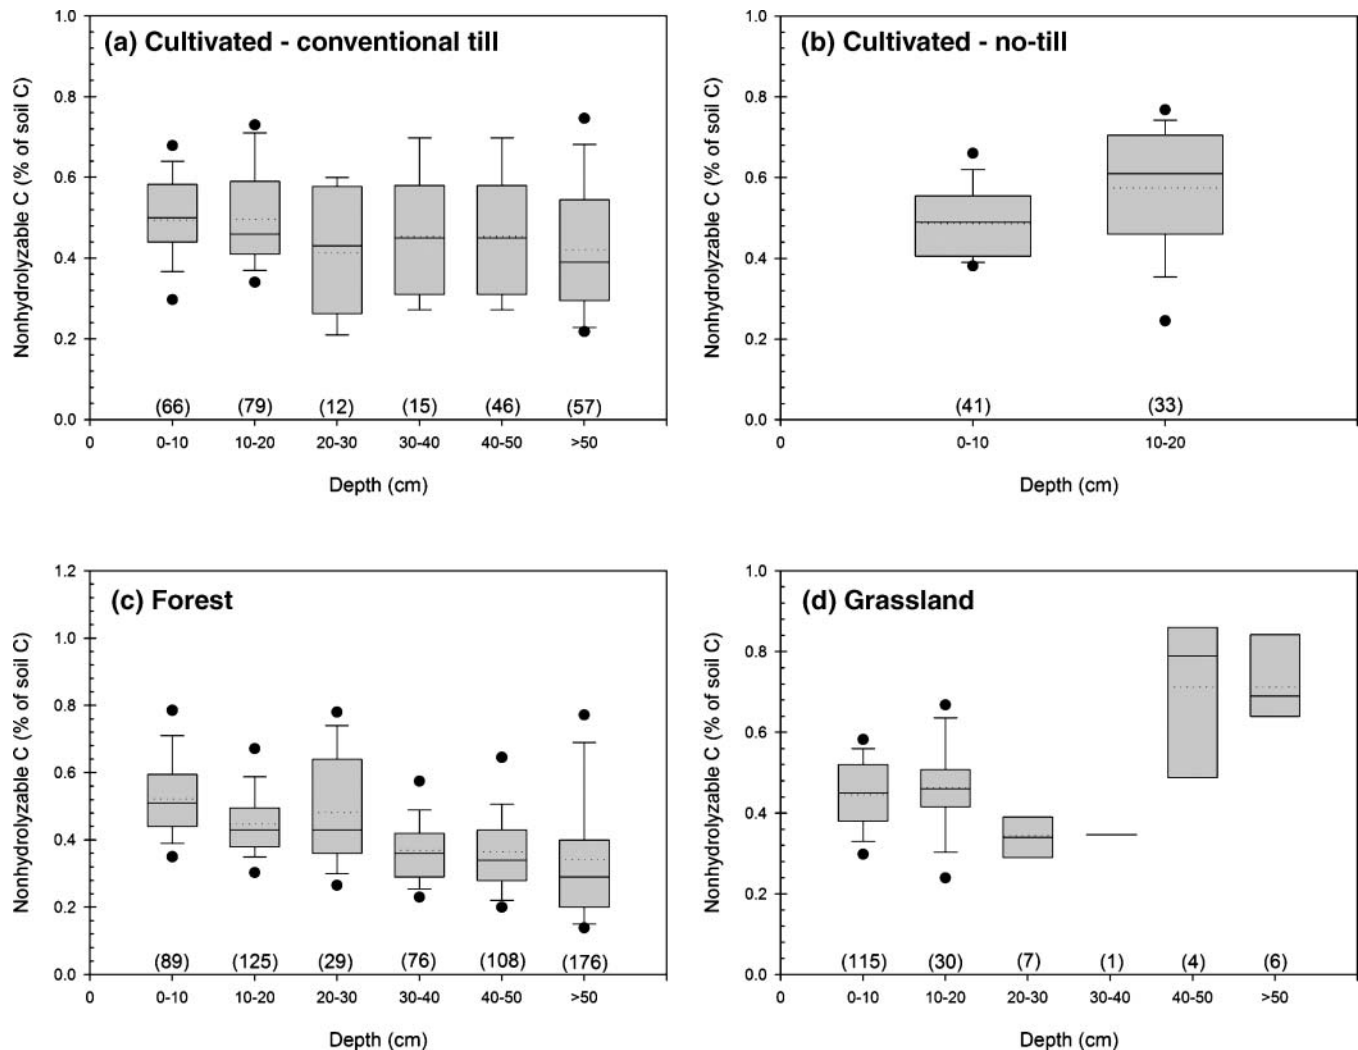 (a) Cultivated - conventional till
Nonhydrolyzable C (% of soil C)
1.0
0.8
0.6
0.4
0.2
0.0
(66) (79) (12) (15) (46) (57)
0 0-10 10-20 20-30 30-40 40-50 >50
Depth (cm)
(b) Cultivated - no-till
Nonhydrolyzable C (% of soil C)
1.0
0.8
0.6
0.4
0.2
0.0
(41) (33)
0 0-10 10-20
Depth (cm)
(c) Forest
Nonhydrolyzable C (% of soil C)
1.2
1.0
0.8
0.6
0.4
0.2
0.0
(89) (125) (29) (76) (108) (176)
0 0-10 10-20 20-30 30-40 40-50 >50
Depth (cm)
(d) Grassland
Nonhydrolyzable C (% of soil C)
1.0
0.8
0.6
0.4
0.2
0.0
(115) (30) (7) (1) (4) (6)
0 0-10 10-20 20-30 30-40 40-50 >50
Depth (cm)